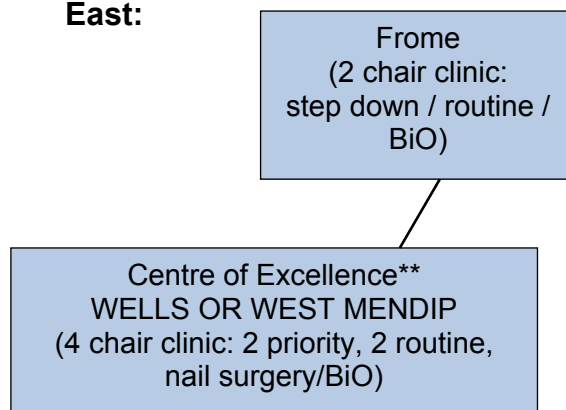 East:
Frome
(2 chair clinic:
step down / routine /
BiO)
Centre of Excellence**
WELLS OR WEST MENDIP
(4 chair clinic: 2 priority, 2 routine,
nail surgery/BiO)